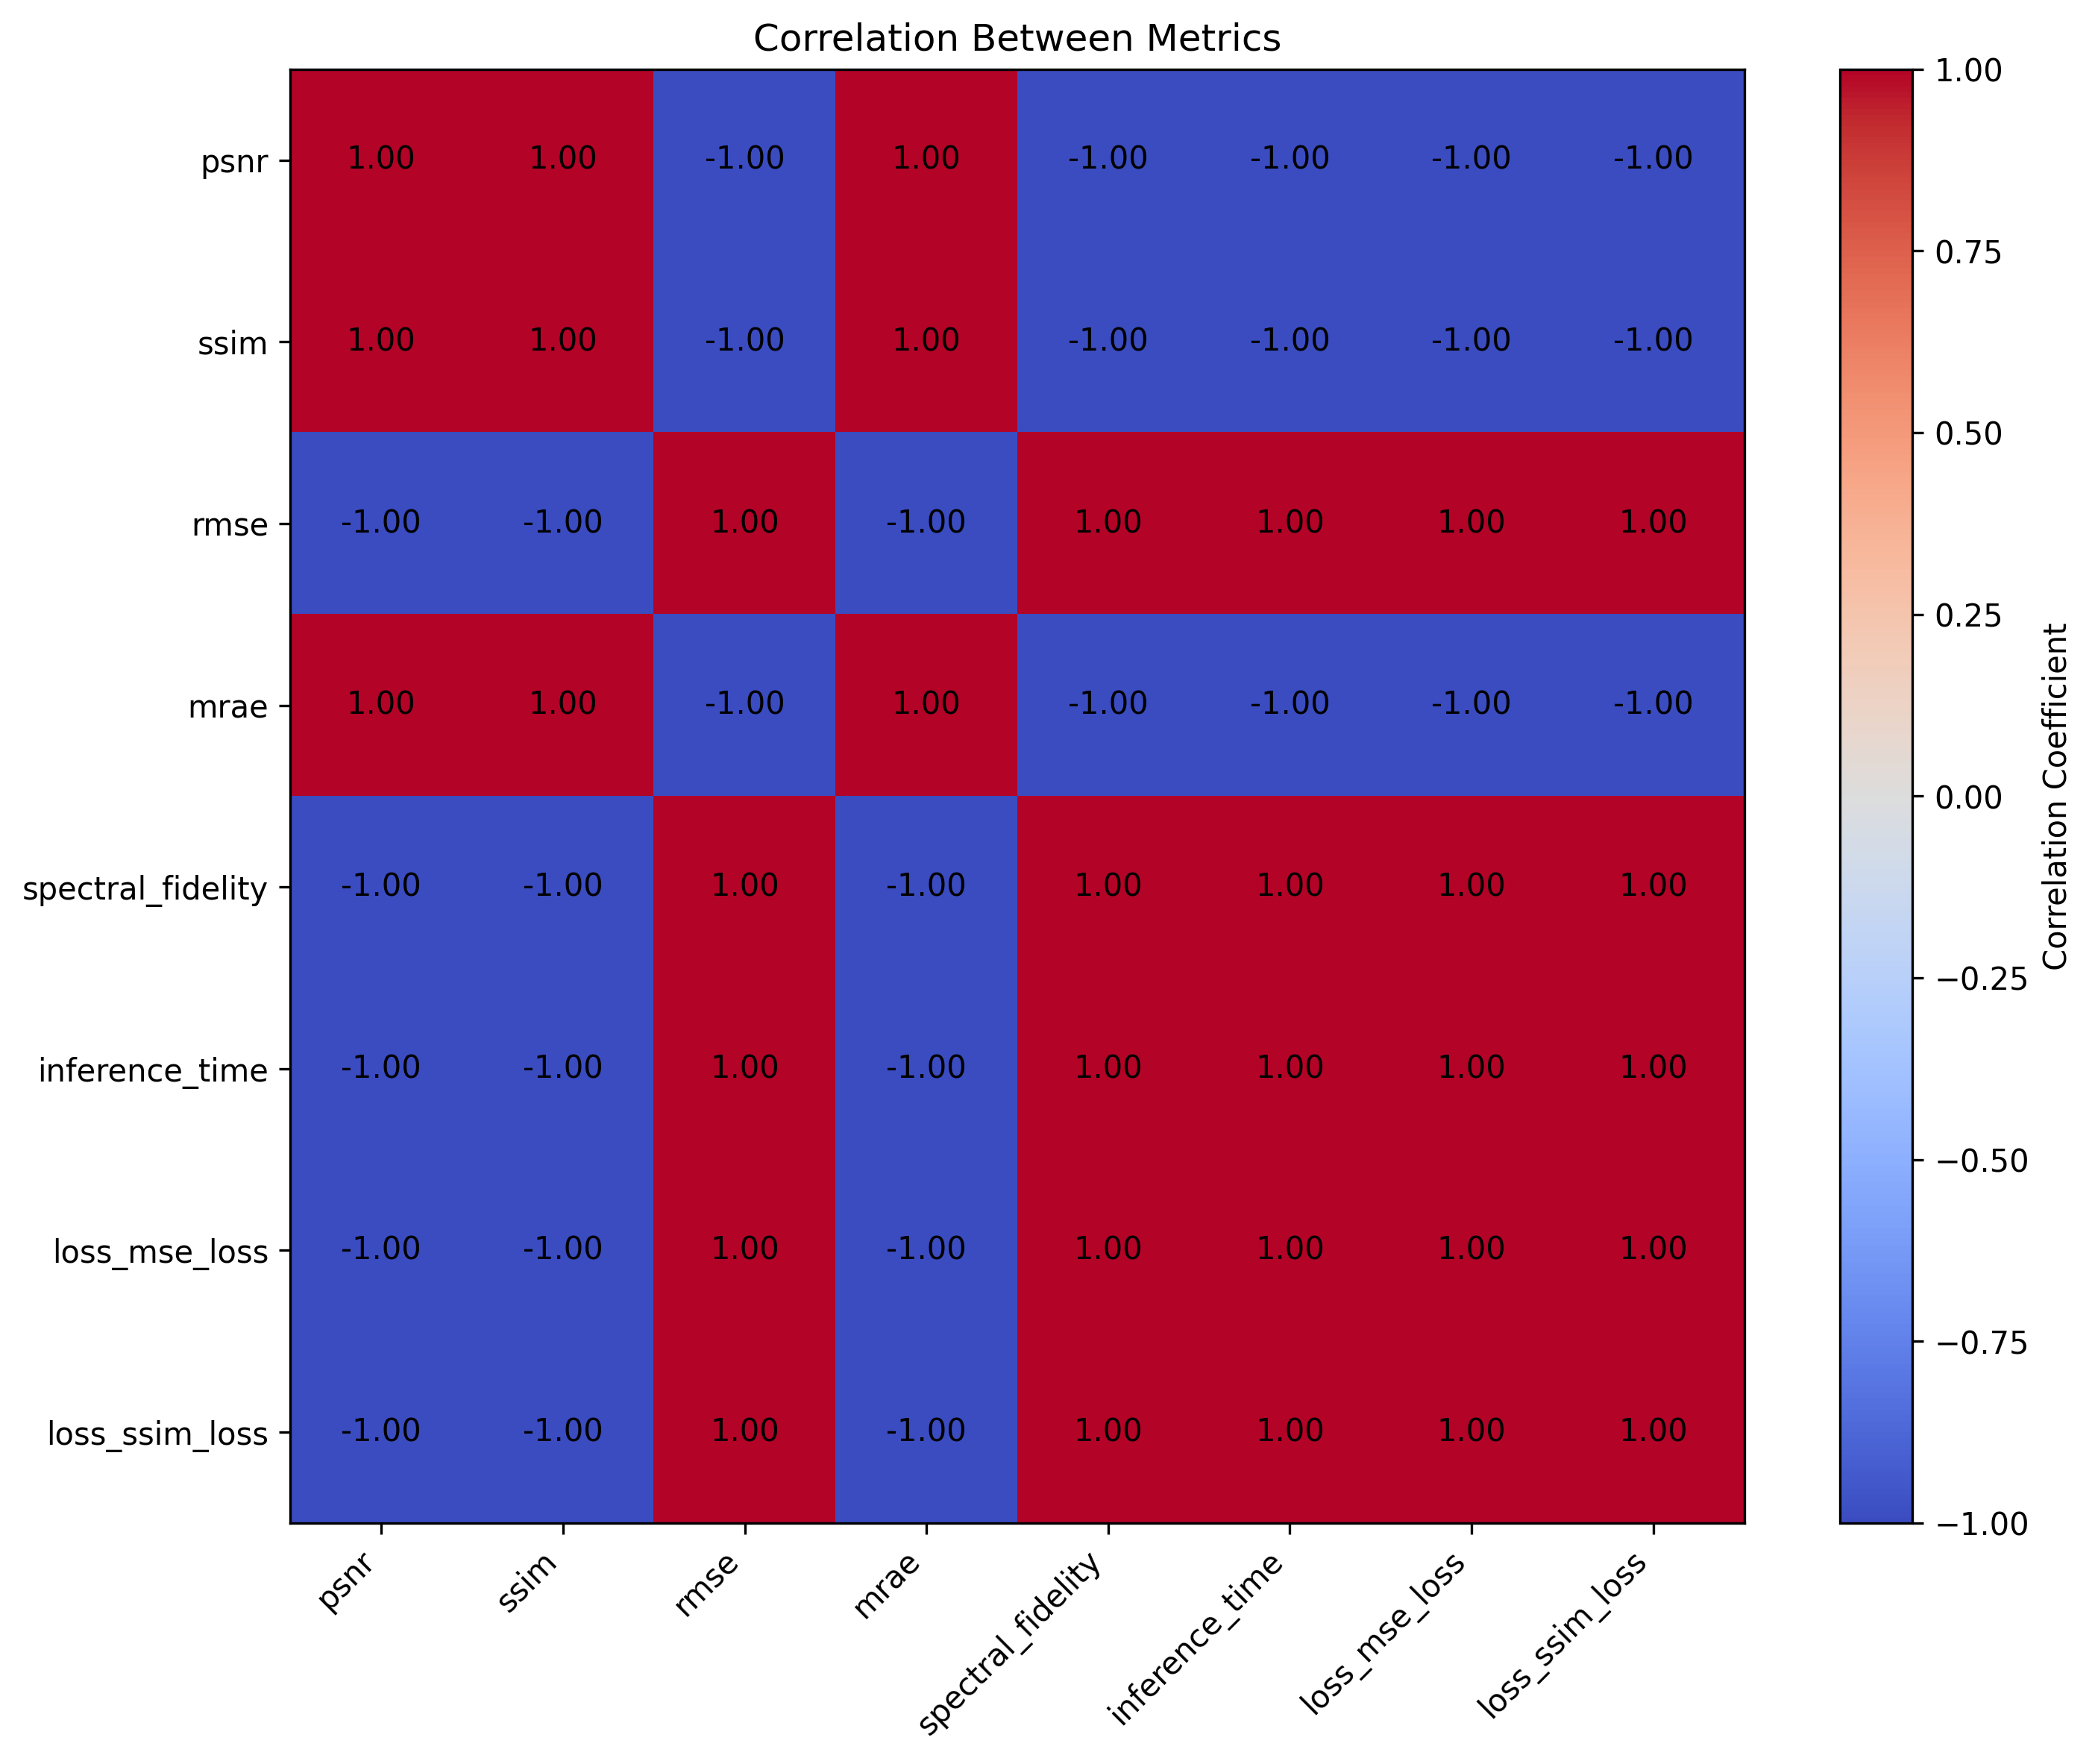 Correlation Between Metrics
psnr 1.00 1.00 -1.00 1.00 -1.00 -1.00 -1.00 -1.00
ssim 1.00 1.00 -1.00 1.00 -1.00 -1.00 -1.00 -1.00
rmse -1.00 -1.00 1.00 -1.00 1.00 1.00 1.00 1.00
mrae 1.00 1.00 -1.00 1.00 -1.00 -1.00 -1.00 -1.00
spectral_fidelity -1.00 -1.00 1.00 -1.00 1.00 1.00 1.00 1.00
inference_time -1.00 -1.00 1.00 -1.00 1.00 1.00 1.00 1.00
loss_mse_loss -1.00 -1.00 1.00 -1.00 1.00 1.00 1.00 1.00
loss_ssim_loss -1.00 -1.00 1.00 -1.00 1.00 1.00 1.00 1.00
psnr
ssim
rmse
mrae
spectral_fidelity
inference_time
loss_mse_loss
loss_ssim_loss
1.00
0.75
0.50
0.25
0.00
−0.25
−0.50
−0.75
−1.00
Correlation Coefficient